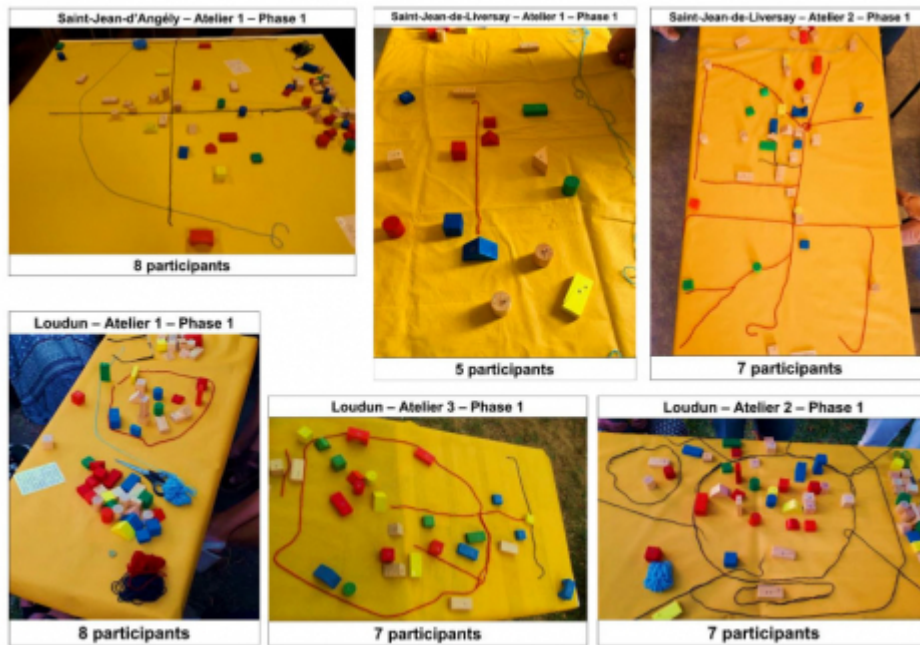 Saint-Jean-d'Angély – Atelier 1 – Phase 1
8 participants
Saint-Jean-de-Liversay – Atelier 1 – Phase 1
5 participants
Saint-Jean-de-Liversay – Atelier 2 – Phase 1
7 participants
Loudun – Atelier 1 – Phase 1
8 participants
Loudun – Atelier 3 – Phase 1
7 participants
Loudun – Atelier 2 – Phase 1
7 participants